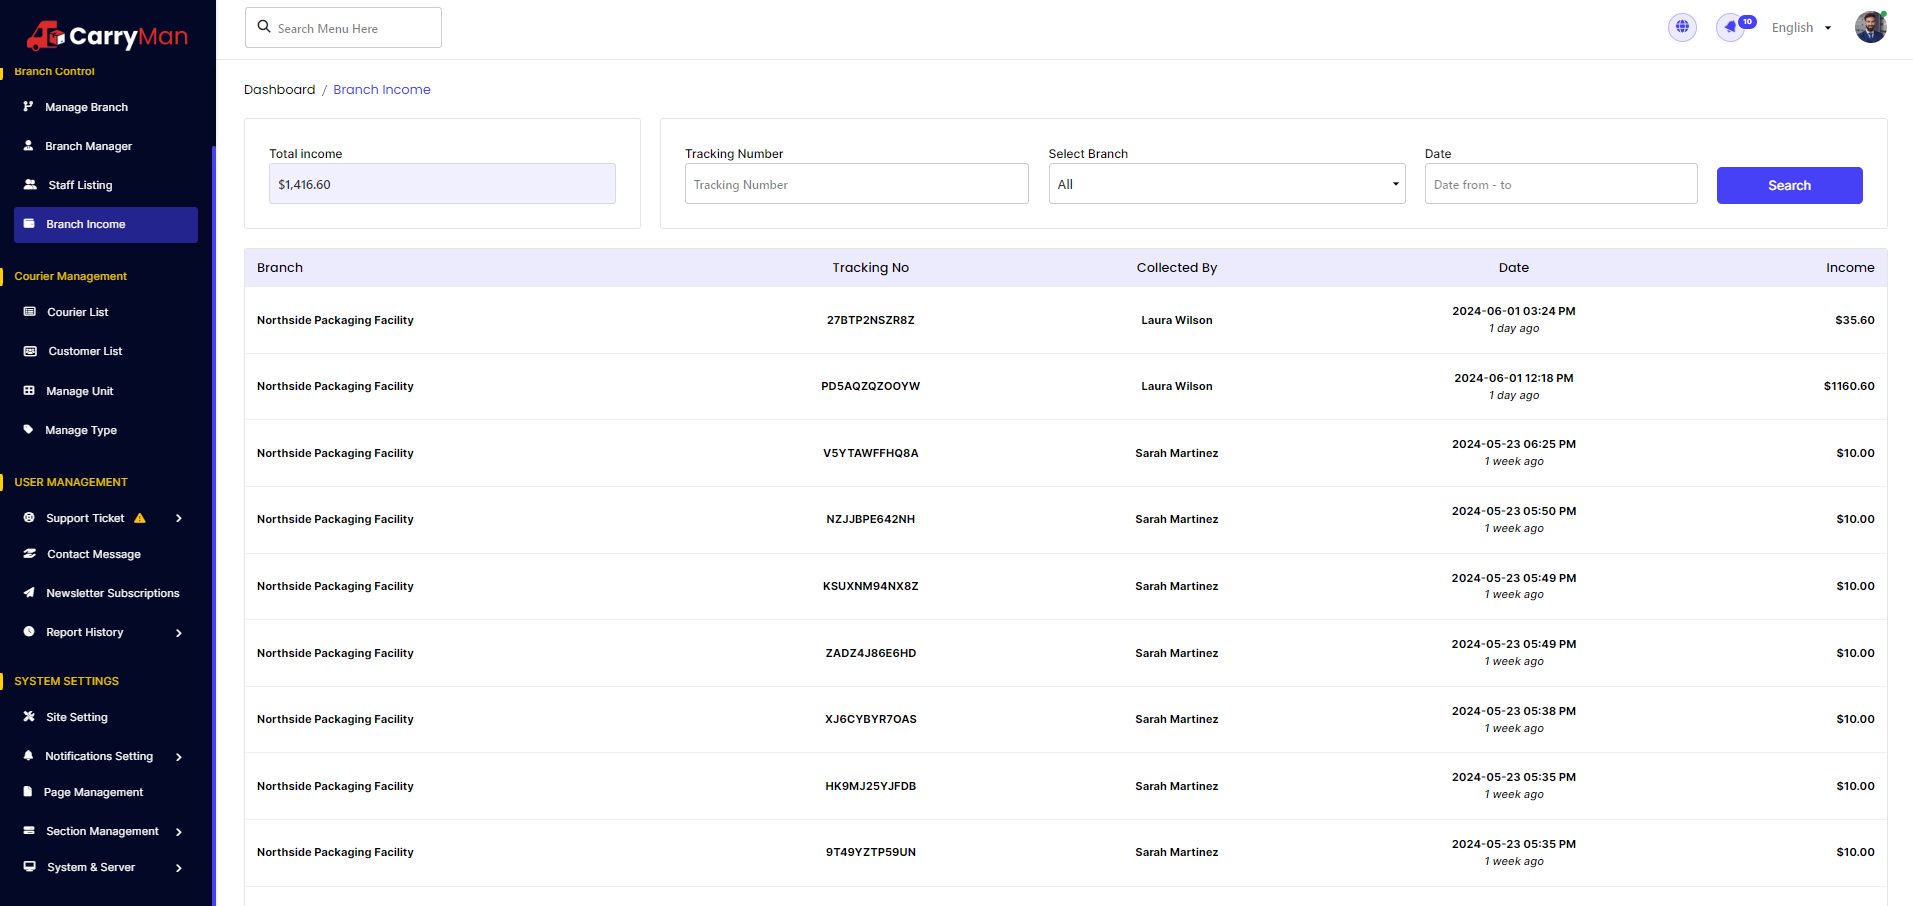 CarryMan
Branch Control
Manage Branch
Branch Manager
Staff Listing
Branch Income
Courier Management
Courier List
Customer List
Manage Unit
Manage Type
USER MANAGEMENT
Support Ticket
Contact Message
Newsletter Subscriptions
Report History
SYSTEM SETTINGS
Site Setting
Notifications Setting
Page Management
Section Management
System & Server
Search Menu Here
10
English
Dashboard / Branch Income
Total income
$1,416.60
Tracking Number Select Branch Date
Tracking Number All Date from - to Search
Branch Tracking No Collected By Date Income
Northside Packaging Facility 27BTP2NSZR8Z Laura Wilson 2024-06-01 03:24 PM $35.60
1 day ago
Northside Packaging Facility PD5AQZQZOOYW Laura Wilson 2024-06-01 12:18 PM $1160.60
1 day ago
Northside Packaging Facility V5YTAWFFHQ8A Sarah Martinez 2024-05-23 06:25 PM $10.00
1 week ago
Northside Packaging Facility NZJJBPE642NH Sarah Martinez 2024-05-23 05:50 PM $10.00
1 week ago
Northside Packaging Facility KSUXNM94NX8Z Sarah Martinez 2024-05-23 05:49 PM $10.00
1 week ago
Northside Packaging Facility ZADZ4J86E6HD Sarah Martinez 2024-05-23 05:49 PM $10.00
1 week ago
Northside Packaging Facility XJ6CYBYR7OAS Sarah Martinez 2024-05-23 05:38 PM $10.00
1 week ago
Northside Packaging Facility HK9MJ25YJFDB Sarah Martinez 2024-05-23 05:35 PM $10.00
1 week ago
Northside Packaging Facility 9T49YZTP59UN Sarah Martinez 2024-05-23 05:35 PM $10.00
1 week ago